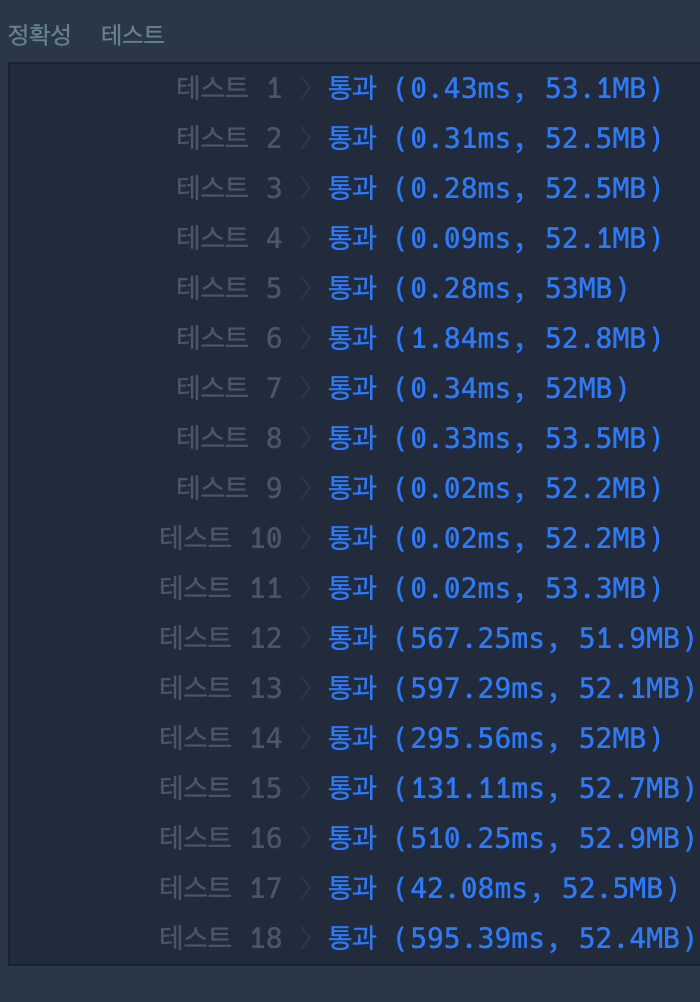 정확성 테스트
테스트 1 〉 통과 (0.43ms, 53.1MB)
테스트 2 〉 통과 (0.31ms, 52.5MB)
테스트 3 〉 통과 (0.28ms, 52.5MB)
테스트 4 〉 통과 (0.09ms, 52.1MB)
테스트 5 〉 통과 (0.28ms, 53MB)
테스트 6 〉 통과 (1.84ms, 52.8MB)
테스트 7 〉 통과 (0.34ms, 52MB)
테스트 8 〉 통과 (0.33ms, 53.5MB)
테스트 9 〉 통과 (0.02ms, 52.2MB)
테스트 10 〉 통과 (0.02ms, 52.2MB)
테스트 11 〉 통과 (0.02ms, 53.3MB)
테스트 12 〉 통과 (567.25ms, 51.9MB)
테스트 13 〉 통과 (597.29ms, 52.1MB)
테스트 14 〉 통과 (295.56ms, 52MB)
테스트 15 〉 통과 (131.11ms, 52.7MB)
테스트 16 〉 통과 (510.25ms, 52.9MB)
테스트 17 〉 통과 (42.08ms, 52.5MB)
테스트 18 〉 통과 (595.39ms, 52.4MB)